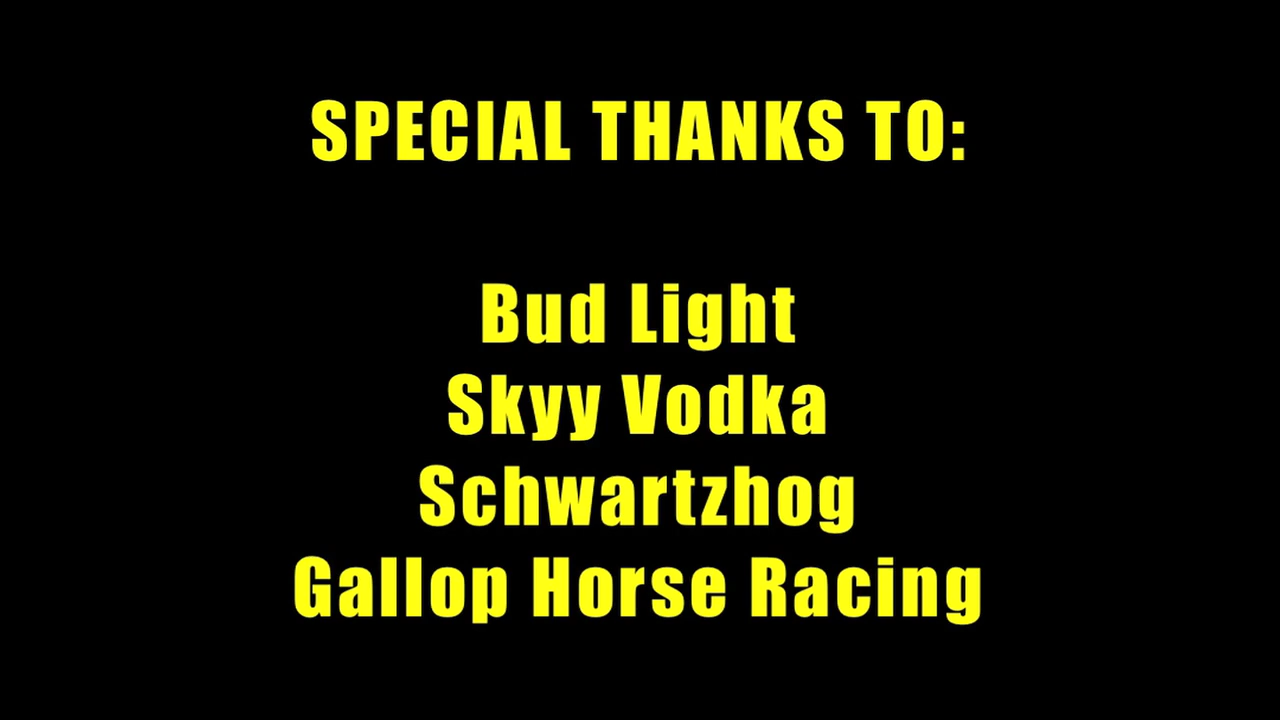 SPECIAL THANKS TO:
Bud Light
Skyy Vodka
Schwartzhog
Gallop Horse Racing